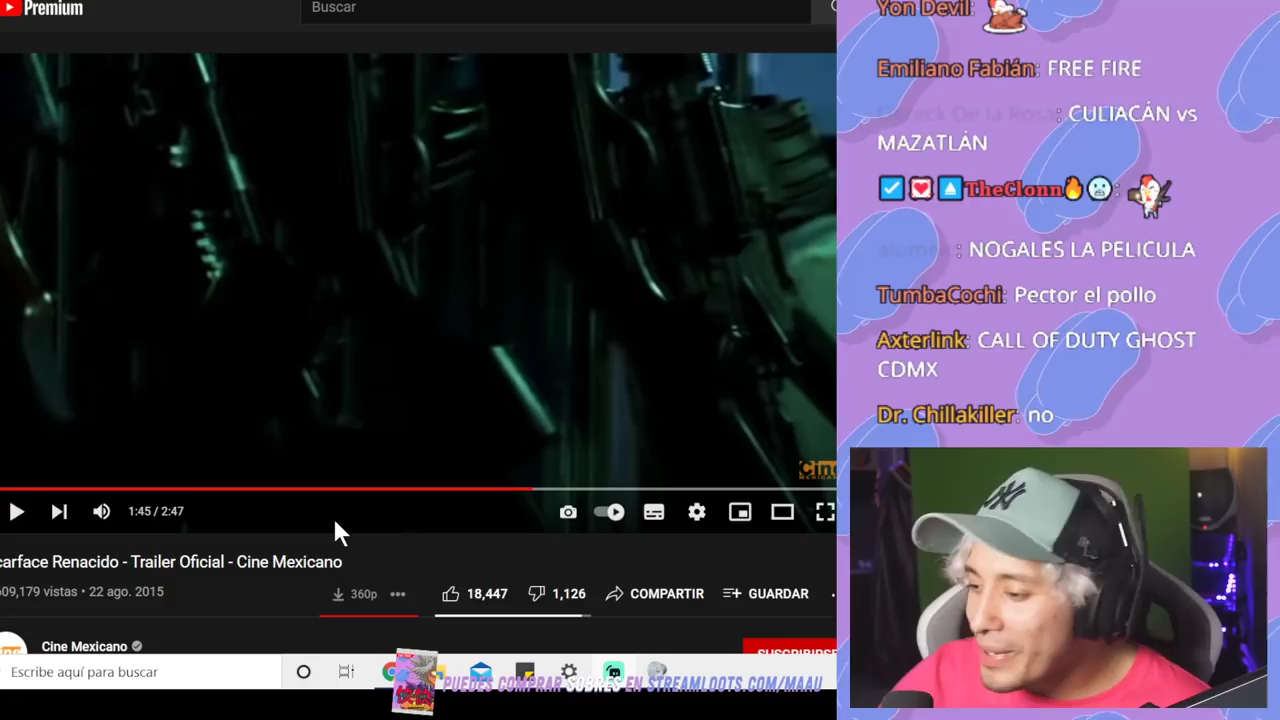 Premium
Buscar
1:45 / 2:47
carface Renacido - Trailer Oficial - Cine Mexicano
609,179 vistas • 22 ago. 2015
360p
18,447
1,126
COMPARTIR
GUARDAR
Cine Mexicano
SUSCRIBIRSE
Escribe aquí para buscar
PUEDES COMPRAR SOBRES EN STREAMLOOTS.COM/MAAU
Yon Devil:
Emiliano Fabián: FREE FIRE
: CULIACÁN vs
MAZATLÁN
TheClonn
: NOGALES LA PELICULA
TumbaCochi: Pector el pollo
Axterlink: CALL OF DUTY GHOST
CDMX
Dr. Chillakiller: no